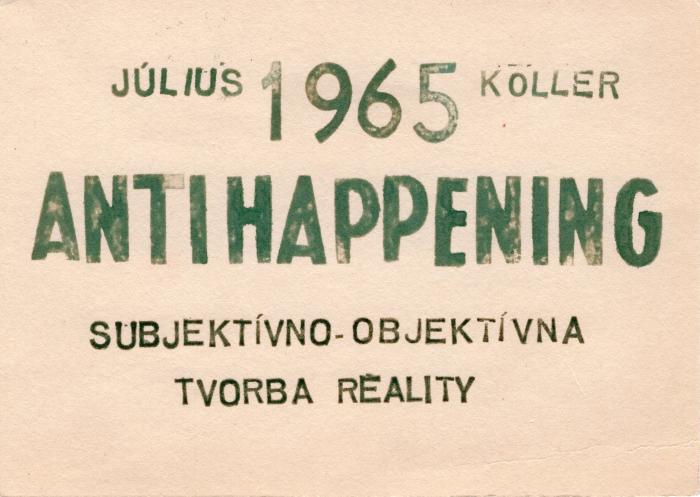 JÚLIUS 1965 KOLLER
ANTIHAPPENING
SUBJEKTÍVNO-OBJEKTÍVNA
TVORBA REALITY